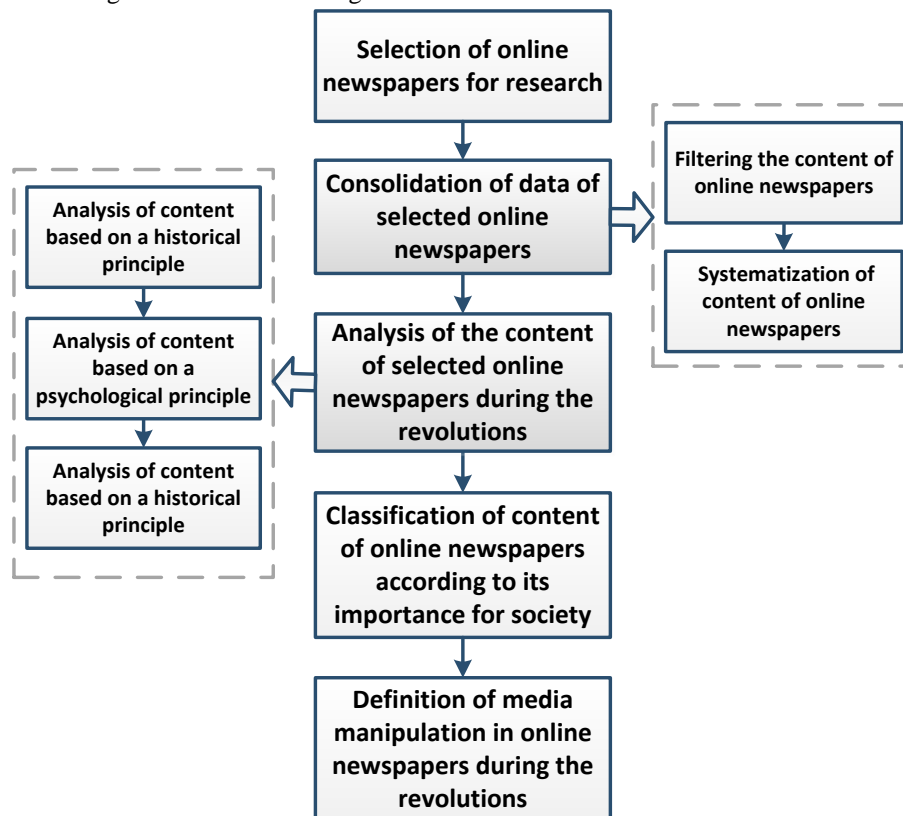 Selection of online
newspapers for research
Consolidation of data of
selected online
newspapers
Filtering the content of
online newspapers
Systematization of
content of online
newspapers
Analysis of the content
of selected online
newspapers during the
revolutions
Analysis of content
based on a historical
principle
Analysis of content
based on a
psychological principle
Analysis of content
based on a historical
principle
Classification of content
of online newspapers
according to its
importance for society
Definition of media
manipulation in online
newspapers during the
revolutions